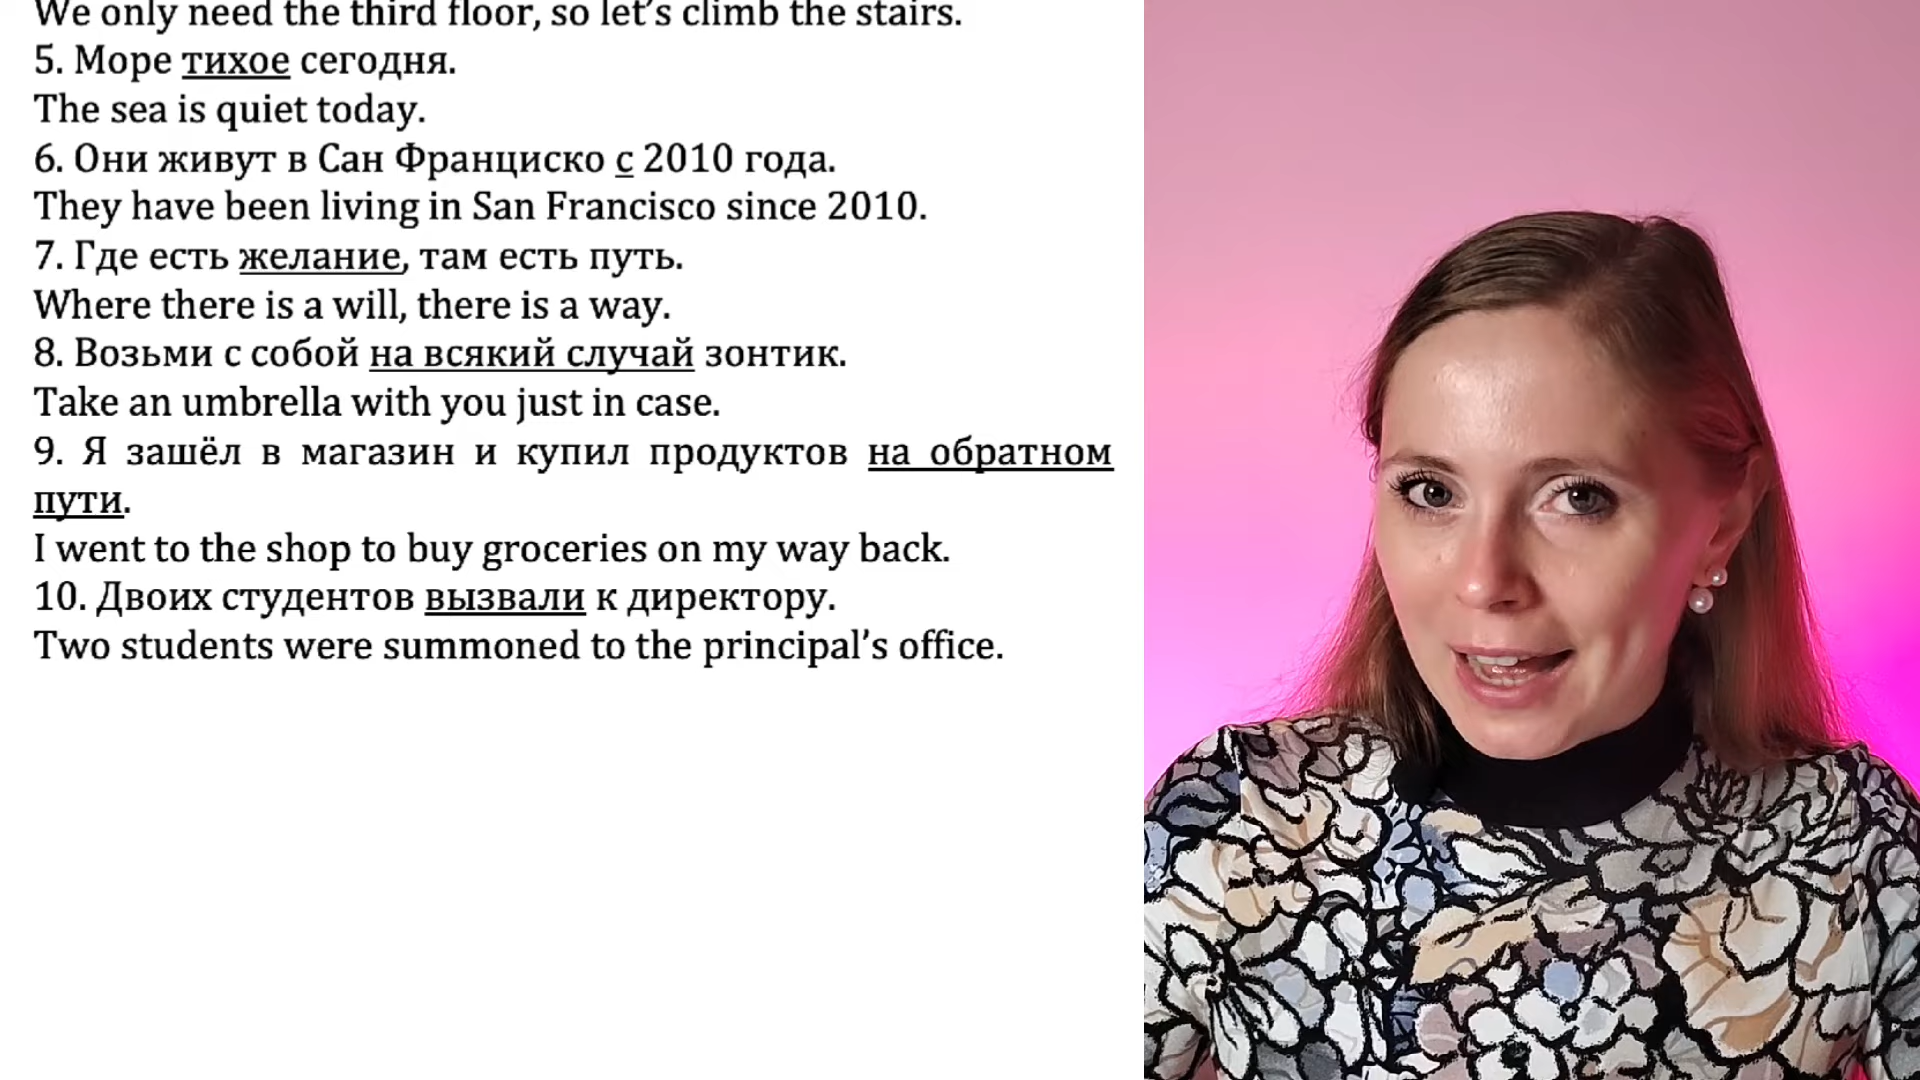 We only need the third floor, so let’s climb the stairs.
5. Море тихое сегодня.
The sea is quiet today.
6. Они живут в Сан Франциско с 2010 года.
They have been living in San Francisco since 2010.
7. Где есть желание, там есть путь.
Where there is a will, there is a way.
8. Возьми с собой на всякий случай зонтик.
Take an umbrella with you just in case.
9. Я зашёл в магазин и купил продуктов на обратном
пути.
I went to the shop to buy groceries on my way back.
10. Двоих студентов вызвали к директору.
Two students were summoned to the principal’s office.